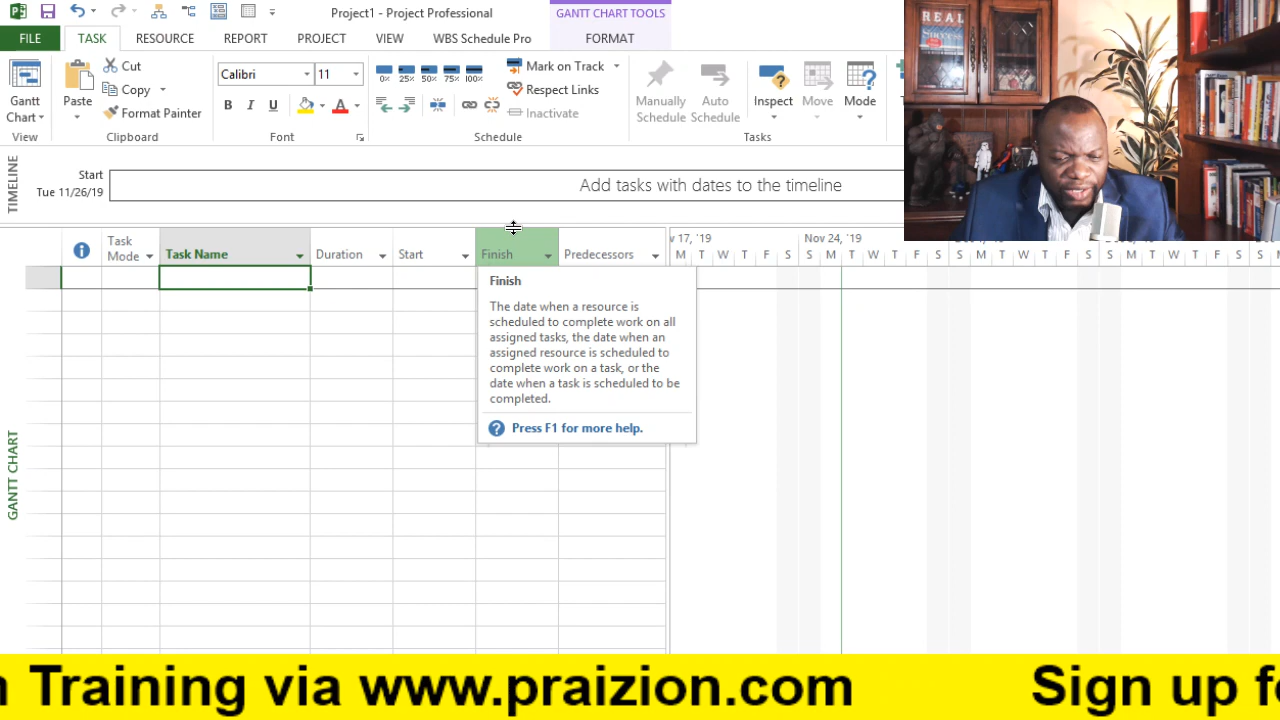 Project1 - Project Professional
GANTT CHART TOOLS
FILE
TASK
RESOURCE
REPORT
PROJECT
VIEW
WBS Schedule Pro
FORMAT
Gantt
Chart
View
Paste
Cut
Copy
Format Painter
Clipboard
Calibri
11
B I U
A
Font
0% 25% 50% 75% 100%
Mark on Track
Respect Links
Inactivate
Schedule
Manually
Schedule
Auto
Schedule
Inspect
Move
Mode
Tasks
REAL
Success
TIMELINE
Start
Tue 11/26/19
Add tasks with dates to the timeline
Task
Mode
Task Name
Duration
Start
Finish
Predecessors
v 17, '19
Nov 24, '19
M T W T F S S M T W T F S S M T W T F S S M T W T F S S M
Finish
The date when a resource is
scheduled to complete work on all
assigned tasks, the date when an
assigned resource is scheduled to
complete work on a task, or the
date when a task is scheduled to be
completed.
Press F1 for more help.
GANTT CHART
Training via www.praizion.com
Sign up